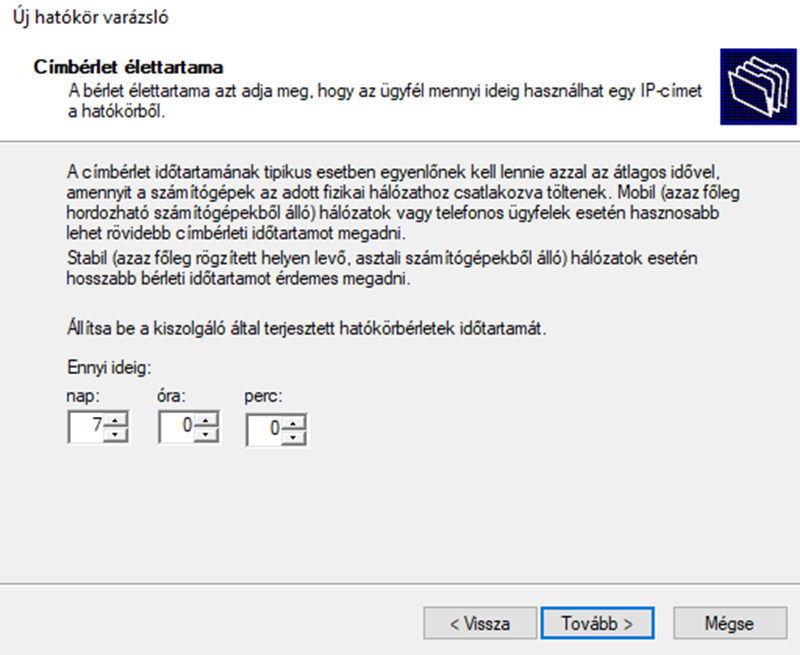 Új hatókör varázsló
Címbérlet élettartama
A bérlet élettartama azt adja meg, hogy az ügyfél mennyi ideig használhat egy IP-címet
a hatókörből.
A címbérlet időtartamának tipikus esetben egyenlőnek kell lennie azzal az átlagos idővel,
amennyit a számítógépek az adott fizikai hálózathoz csatlakozva töltenek. Mobil (azaz főleg
hordozható számítógépekből álló) hálózatok vagy telefonos ügyfelek esetén hasznosabb
lehet rövidebb címbérleti időtartamot megadni.
Stabil (azaz főleg rögzített helyen levő, asztali számítógépekből álló) hálózatok esetén
hosszabb bérleti időtartamot érdemes megadni.
Állítsa be a kiszolgáló által terjesztett hatókörbérletek időtartamát.
Ennyi ideig:
nap: óra: perc:
7 0 0
< Vissza Tovább > Mégse